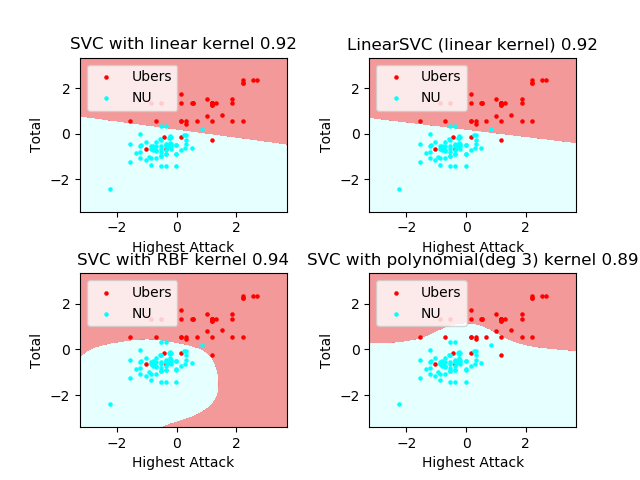 SVC with linear kernel 0.92
Ubers
NU
Total
2
0
−2
−2
0
2
Highest Attack
LinearSVC (linear kernel) 0.92
Ubers
NU
Total
2
0
−2
−2
0
2
Highest Attack
SVC with RBF kernel 0.94
Ubers
NU
Total
2
0
−2
−2
0
2
Highest Attack
SVC with polynomial(deg 3) kernel 0.89
Ubers
NU
Total
2
0
−2
−2
0
2
Highest Attack